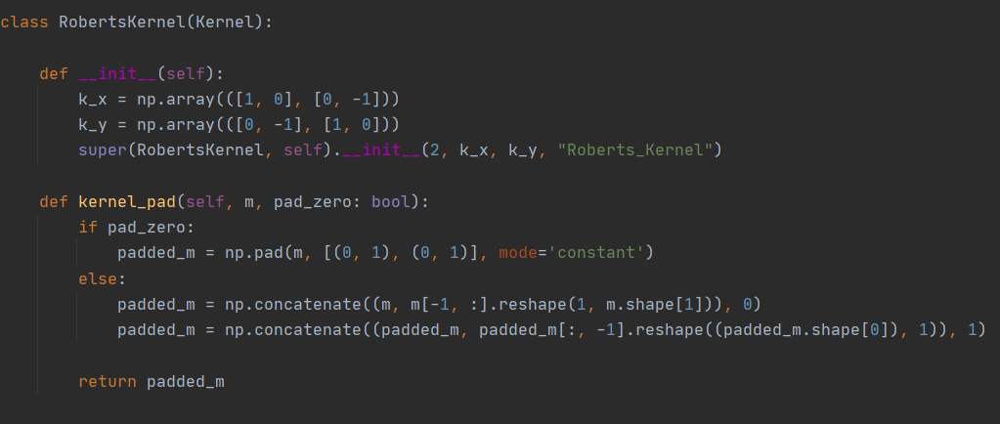 class RobertsKernel(Kernel):
def __init__(self):
k_x = np.array(([1, 0], [0, -1]))
k_y = np.array(([0, -1], [1, 0]))
super(RobertsKernel, self).__init__(2, k_x, k_y, "Roberts_Kernel")
def kernel_pad(self, m, pad_zero: bool):
if pad_zero:
padded_m = np.pad(m, [(0, 1), (0, 1)], mode='constant')
else:
padded_m = np.concatenate((m, m[-1, :].reshape(1, m.shape[1])), 0)
padded_m = np.concatenate((padded_m, padded_m[:, -1].reshape((padded_m.shape[0]), 1)), 1)
return padded_m